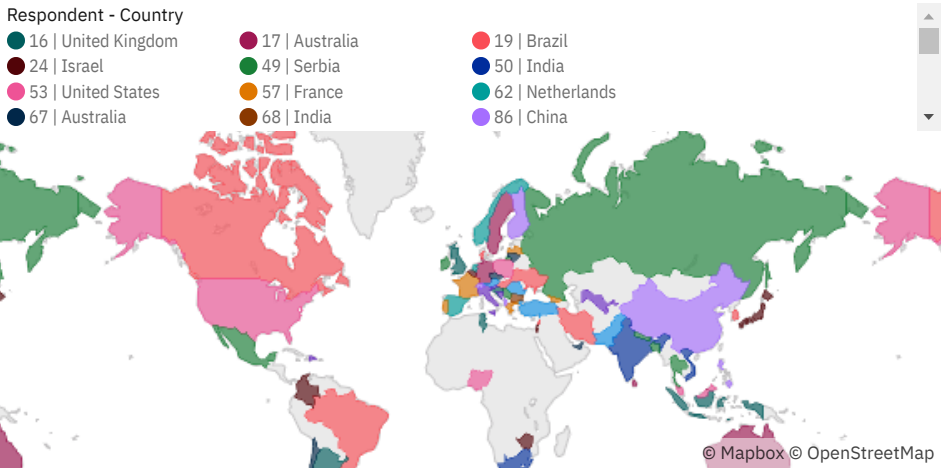 Respondent - Country
16 | United Kingdom 17 | Australia 19 | Brazil
24 | Israel 49 | Serbia 50 | India
53 | United States 57 | France 62 | Netherlands
67 | Australia 68 | India 86 | China
© Mapbox © OpenStreetMap